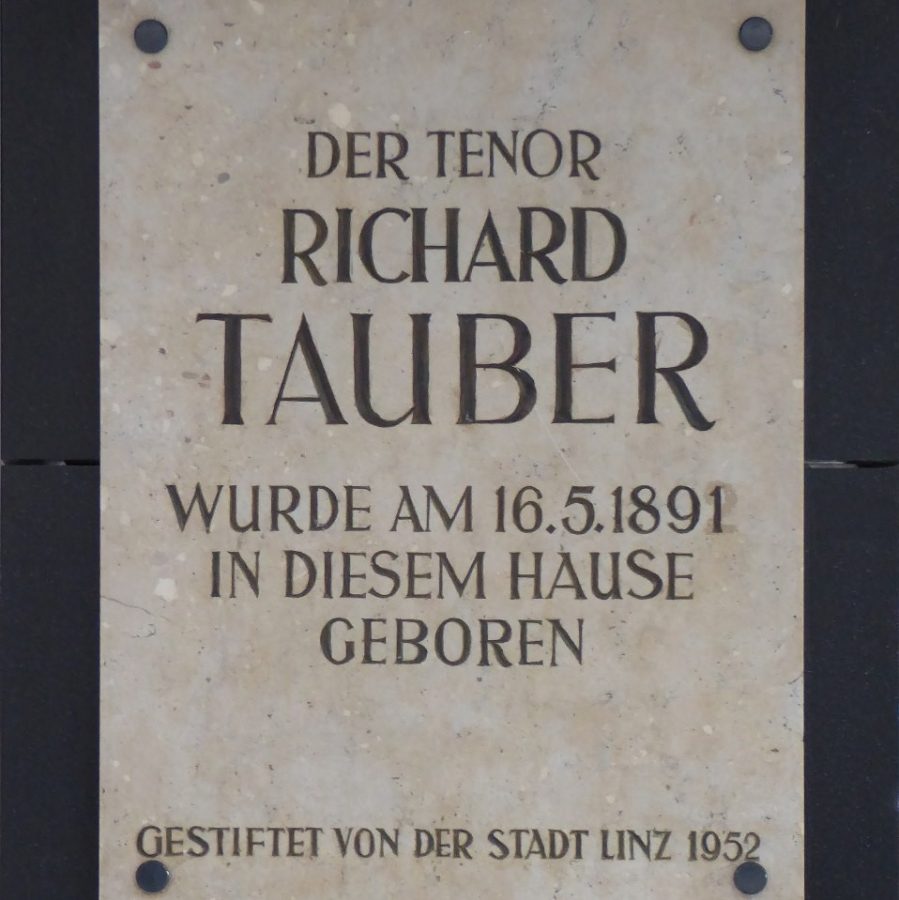 DER TENOR
RICHARD
TAUBER
WURDE AM 16.5.1891
IN DIESEM HAUSE
GEBOREN
GESTIFTET VON DER STADT LINZ 1952